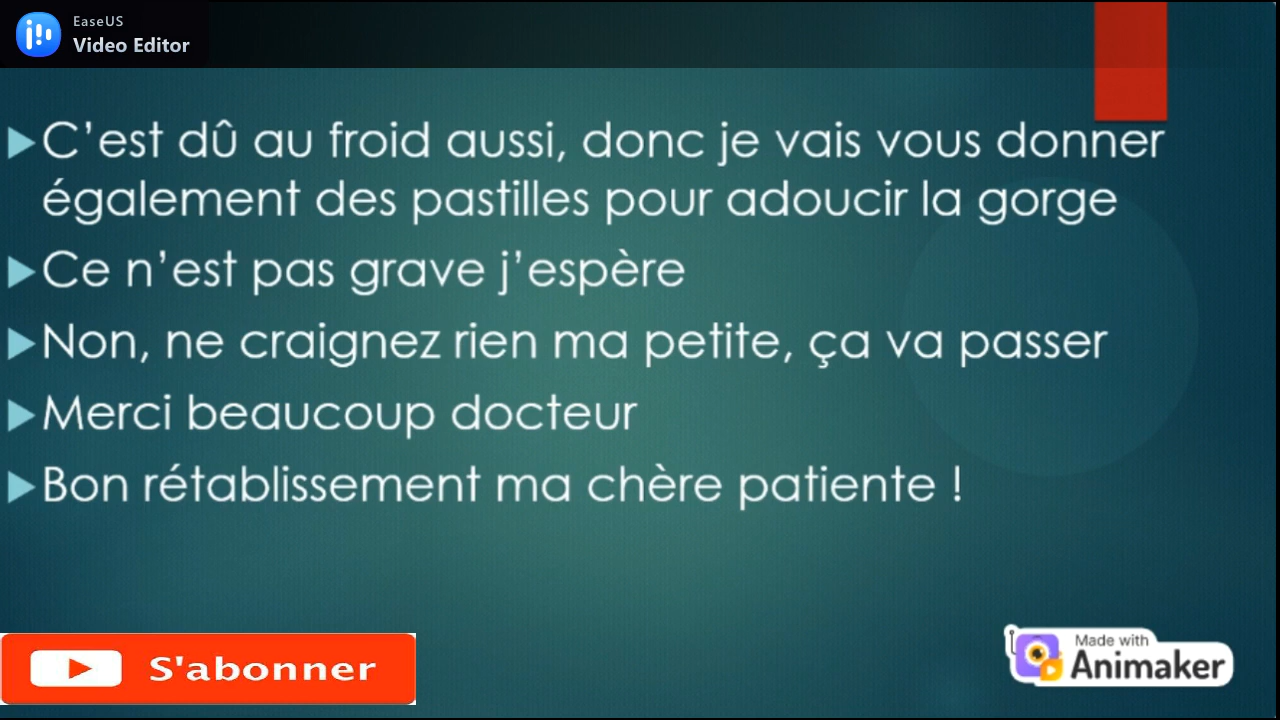 EaseUS
Video Editor
C’est dû au froid aussi, donc je vais vous donner
également des pastilles pour adoucir la gorge
Ce n’est pas grave j’espère
Non, ne craignez rien ma petite, ça va passer
Merci beaucoup docteur
Bon rétablissement ma chère patiente !
S'abonner
Made with
Animaker